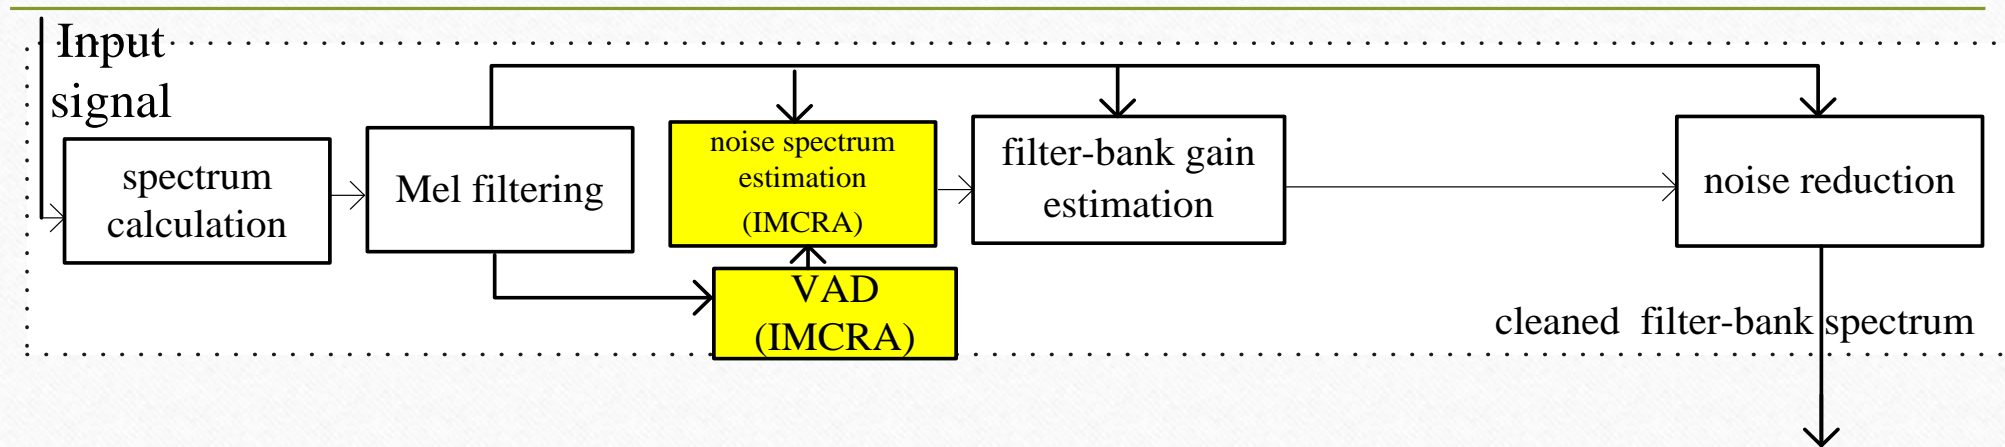 Input
signal
spectrum
calculation
Mel filtering
noise spectrum
estimation
(IMCRA)
VAD
(IMCRA)
filter-bank gain
estimation
noise reduction
cleaned filter-bank spectrum